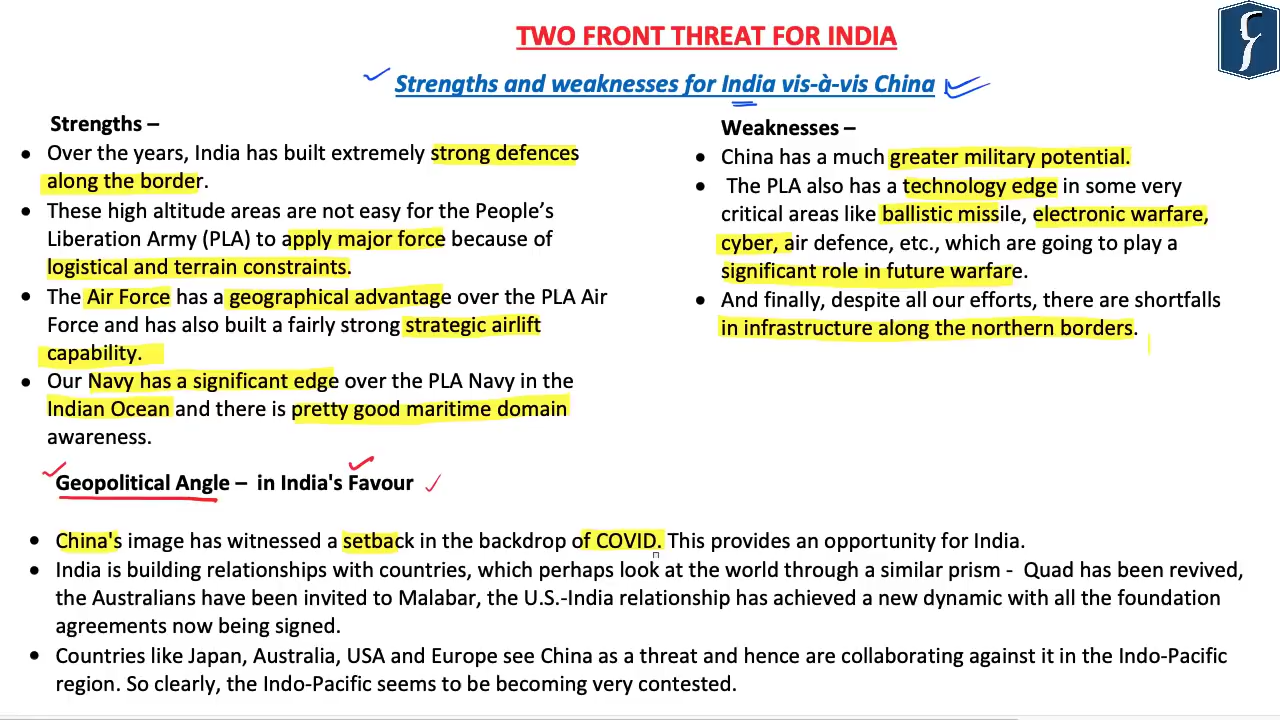 TWO FRONT THREAT FOR INDIA
Strengths and weaknesses for India vis-à-vis China
Strengths –
• Over the years, India has built extremely strong defences
along the border.
• These high altitude areas are not easy for the People’s
Liberation Army (PLA) to apply major force because of
logistical and terrain constraints.
• The Air Force has a geographical advantage over the PLA Air
Force and has also built a fairly strong strategic airlift
capability.
• Our Navy has a significant edge over the PLA Navy in the
Indian Ocean and there is pretty good maritime domain
awareness.
Weaknesses –
• China has a much greater military potential.
• The PLA also has a technology edge in some very
critical areas like ballistic missile, electronic warfare,
cyber, air defence, etc., which are going to play a
significant role in future warfare.
• And finally, despite all our efforts, there are shortfalls
in infrastructure along the northern borders.
Geopolitical Angle – in India's Favour
• China's image has witnessed a setback in the backdrop of COVID. This provides an opportunity for India.
• India is building relationships with countries, which perhaps look at the world through a similar prism - Quad has been revived,
the Australians have been invited to Malabar, the U.S.-India relationship has achieved a new dynamic with all the foundation
agreements now being signed.
• Countries like Japan, Australia, USA and Europe see China as a threat and hence are collaborating against it in the Indo-Pacific
region. So clearly, the Indo-Pacific seems to be becoming very contested.